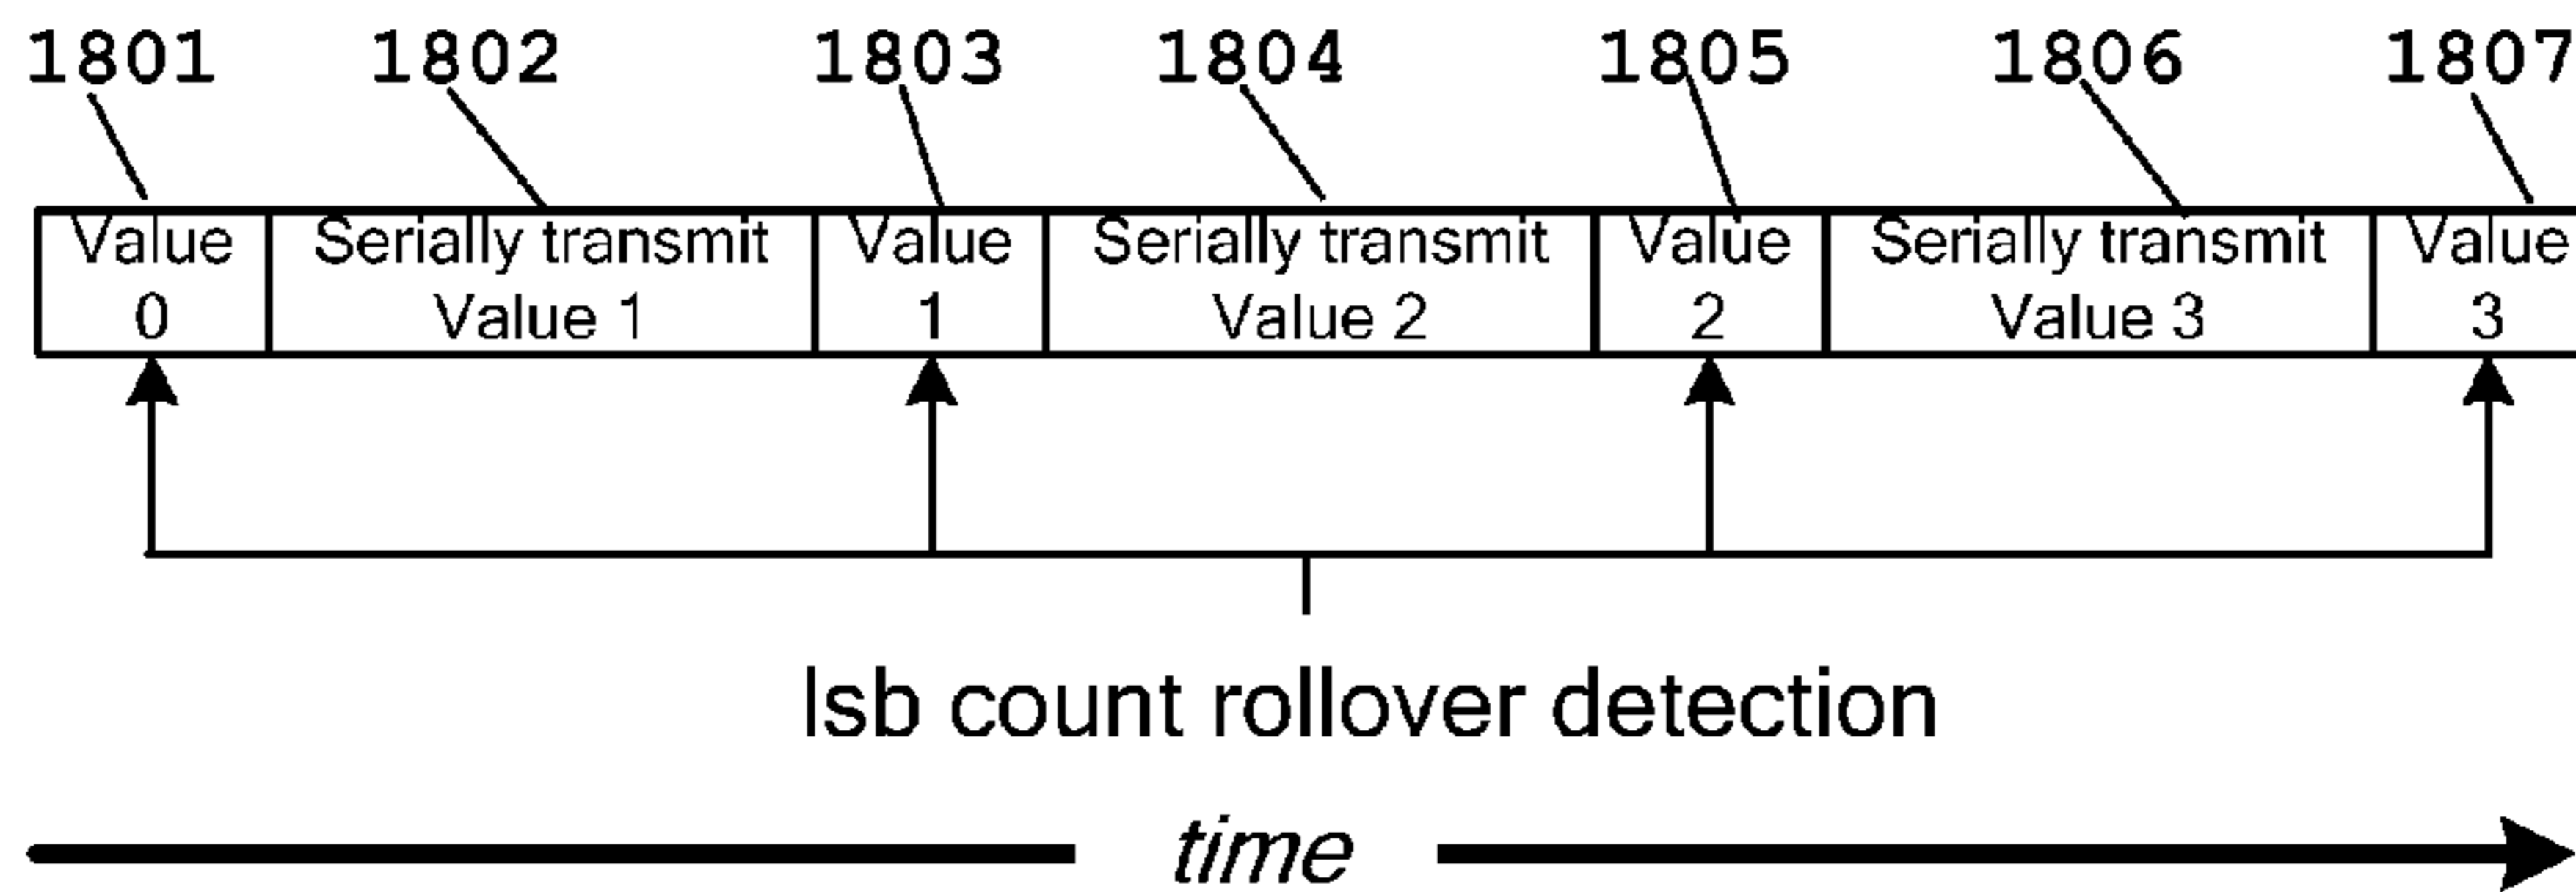 1801 1802 1803 1804 1805 1806 1807
Value Serially transmit Value Serially transmit Value Serially transmit Value
0 Value 1 1 Value 2 2 Value 3 3
lsb count rollover detection
time